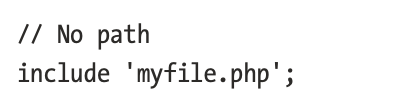 // No path
include 'myfile.php';